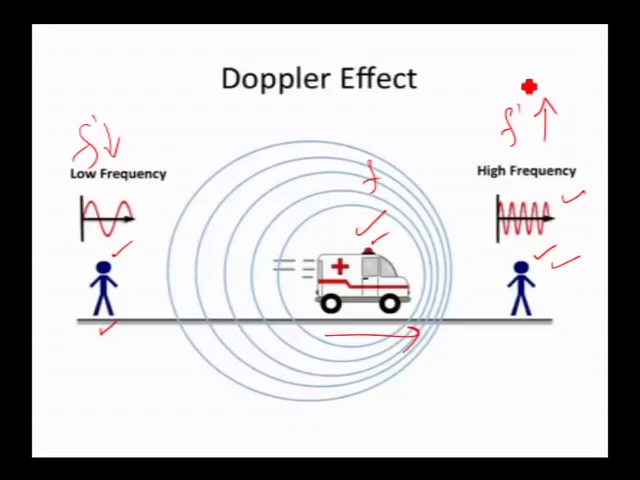 Doppler Effect
f' ↑
f' ↓
f
Low Frequency
High Frequency